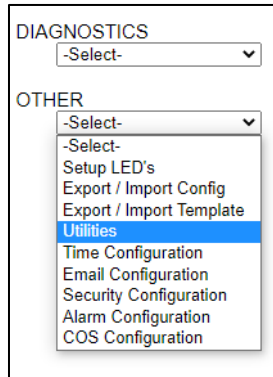 DIAGNOSTICS
-Select-
OTHER
-Select-
-Select-
Setup LED's
Export / Import Config
Export / Import Template
Utilities
Time Configuration
Email Configuration
Security Configuration
Alarm Configuration
COS Configuration